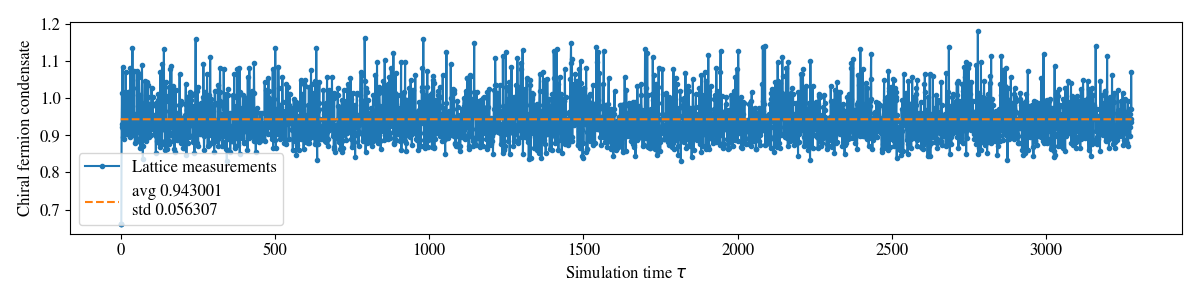 1.2
1.1
1.0
0.9
0.8
0.7
Chiral fermion condensate
Lattice measurements
avg 0.943001
std 0.056307
0 500 1000 1500 2000 2500 3000
Simulation time τ